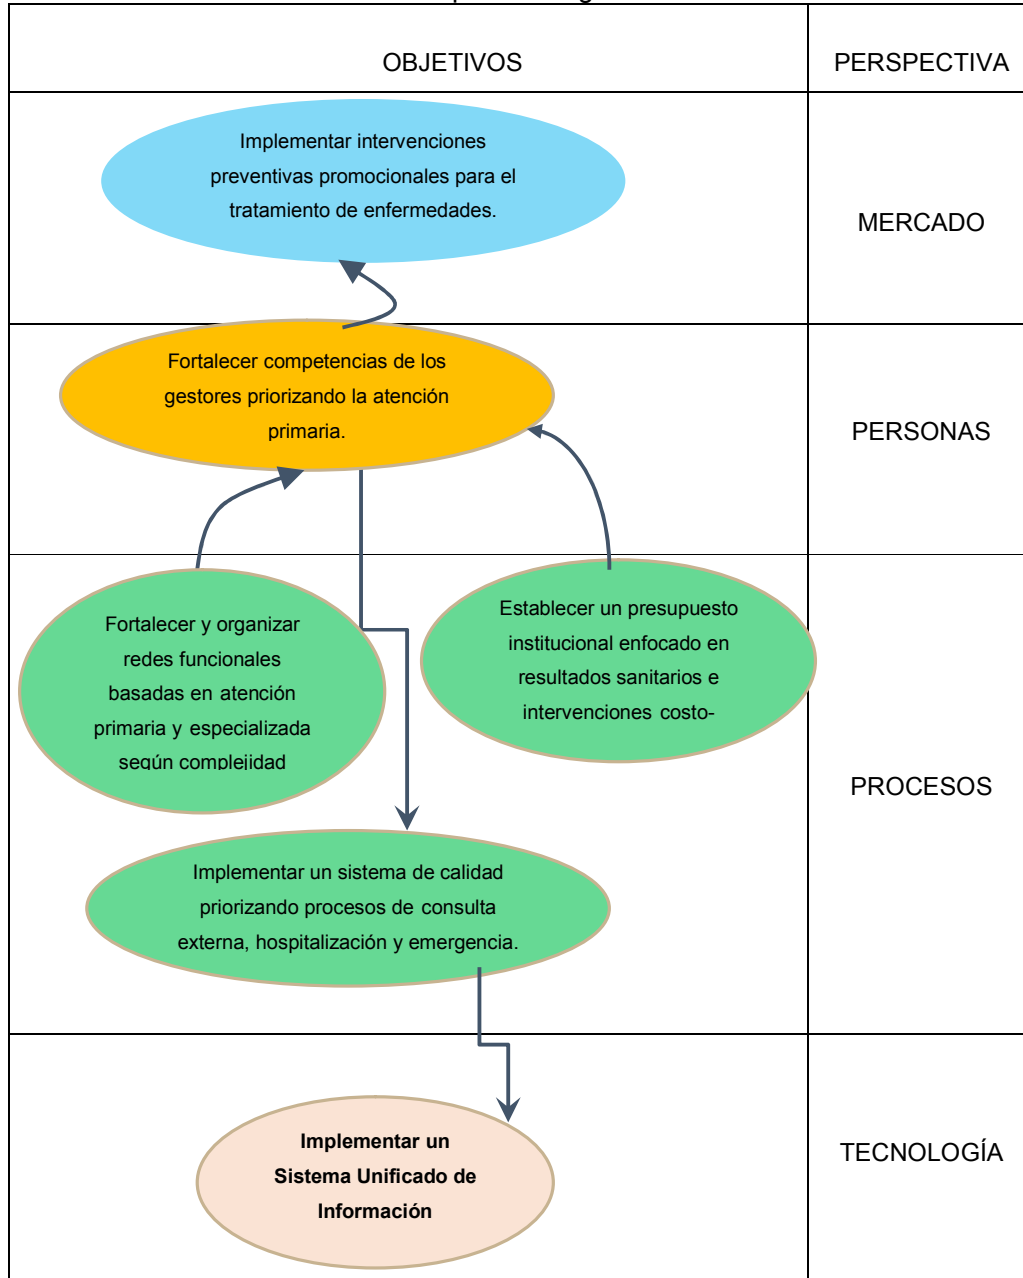 OBJETIVOS
PERSPECTIVA
Implementar intervenciones
preventivas promocionales para el
tratamiento de enfermedades.
MERCADO
Fortalecer competencias de los
gestores priorizando la atención
primaria.
PERSONAS
Fortalecer y organizar
redes funcionales
basadas en atención
primaria y especializada
según complejidad
Establecer un presupuesto
institucional enfocado en
resultados sanitarios e
intervenciones costo-
PROCESOS
Implementar un sistema de calidad
priorizando procesos de consulta
externa, hospitalización y emergencia.
Implementar un
Sistema Unificado de
Información
TECNOLOGÍA